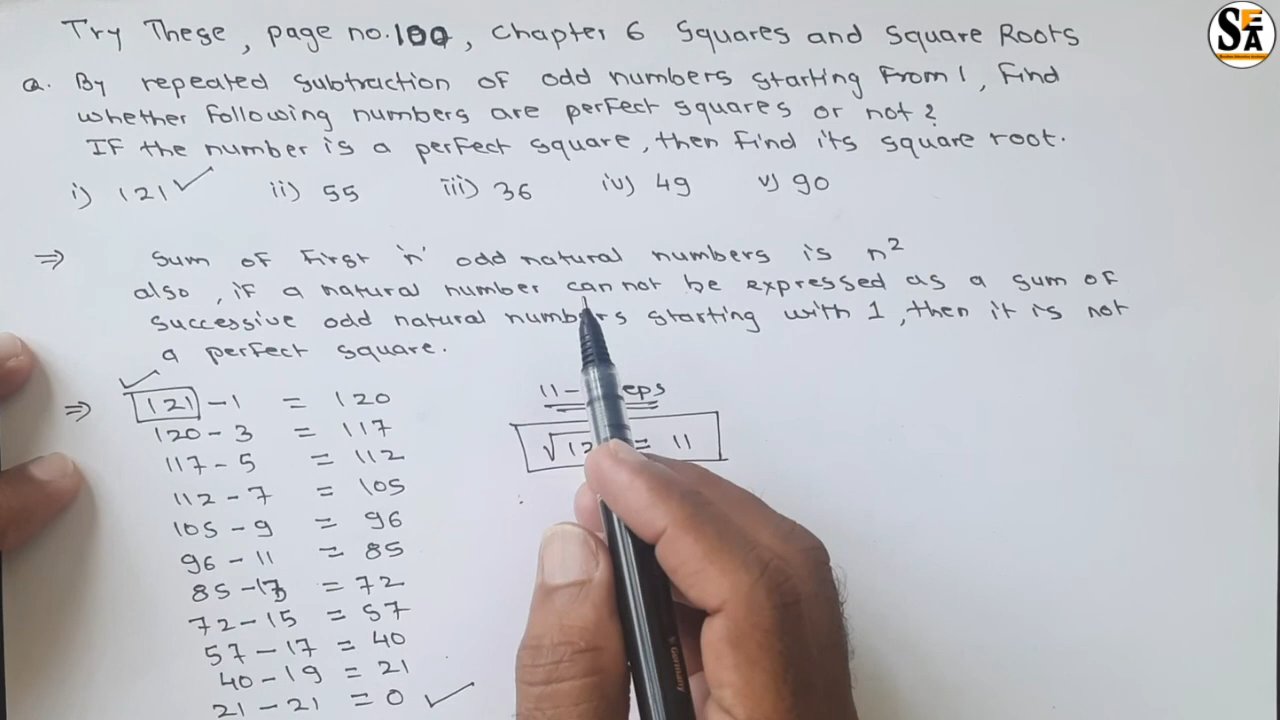 Try These, page no. 100, Chapter 6 Squares and Square Roots
Q. By repeated subtraction of odd numbers starting from 1, Find
whether following numbers are perfect squares or not?
If the number is a perfect square, then find its square root.
i) 121 ✓ ii) 55 iii) 36 iv) 49 v) 90
⇒ Sum of first 'n' odd natural numbers is n²
also, if a natural number cannot be expressed as a sum of
successive odd natural numbers starting with 1, then it is not
a perfect square.
✓
⇒ 121 - 1 = 120
120 - 3 = 117
117 - 5 = 112
112 - 7 = 105
105 - 9 = 96
96 - 11 = 85
85 - 13 = 72
72 - 15 = 57
57 - 17 = 40
40 - 19 = 21
21 - 21 = 0 ✓
11 -
√12 = 11
SFEA